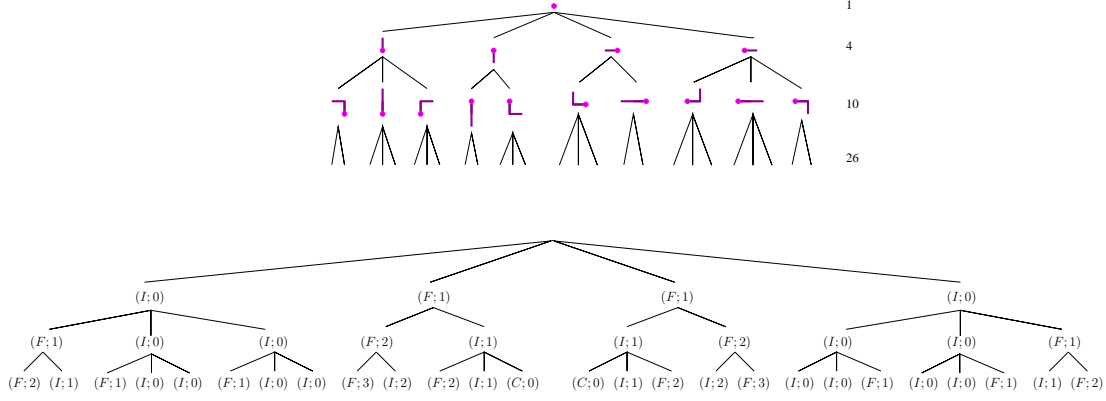 1
4
10
26
(I; 0) (F; 1) (F; 1) (I; 0)
(F; 1) (I; 0) (I; 0) (F; 2) (I; 1) (I; 1) (F; 2) (I; 0) (I; 0) (F; 1)
(F; 2) (I; 1) (F; 1) (I; 0) (I; 0) (F; 1) (I; 0) (I; 0) (F; 3) (I; 2) (F; 2) (I; 1) (C; 0) (C; 0) (I; 1) (F; 2) (I; 2) (F; 3) (I; 0) (I; 0) (F; 1) (I; 0) (I; 0) (F; 1) (I; 1) (F; 2)